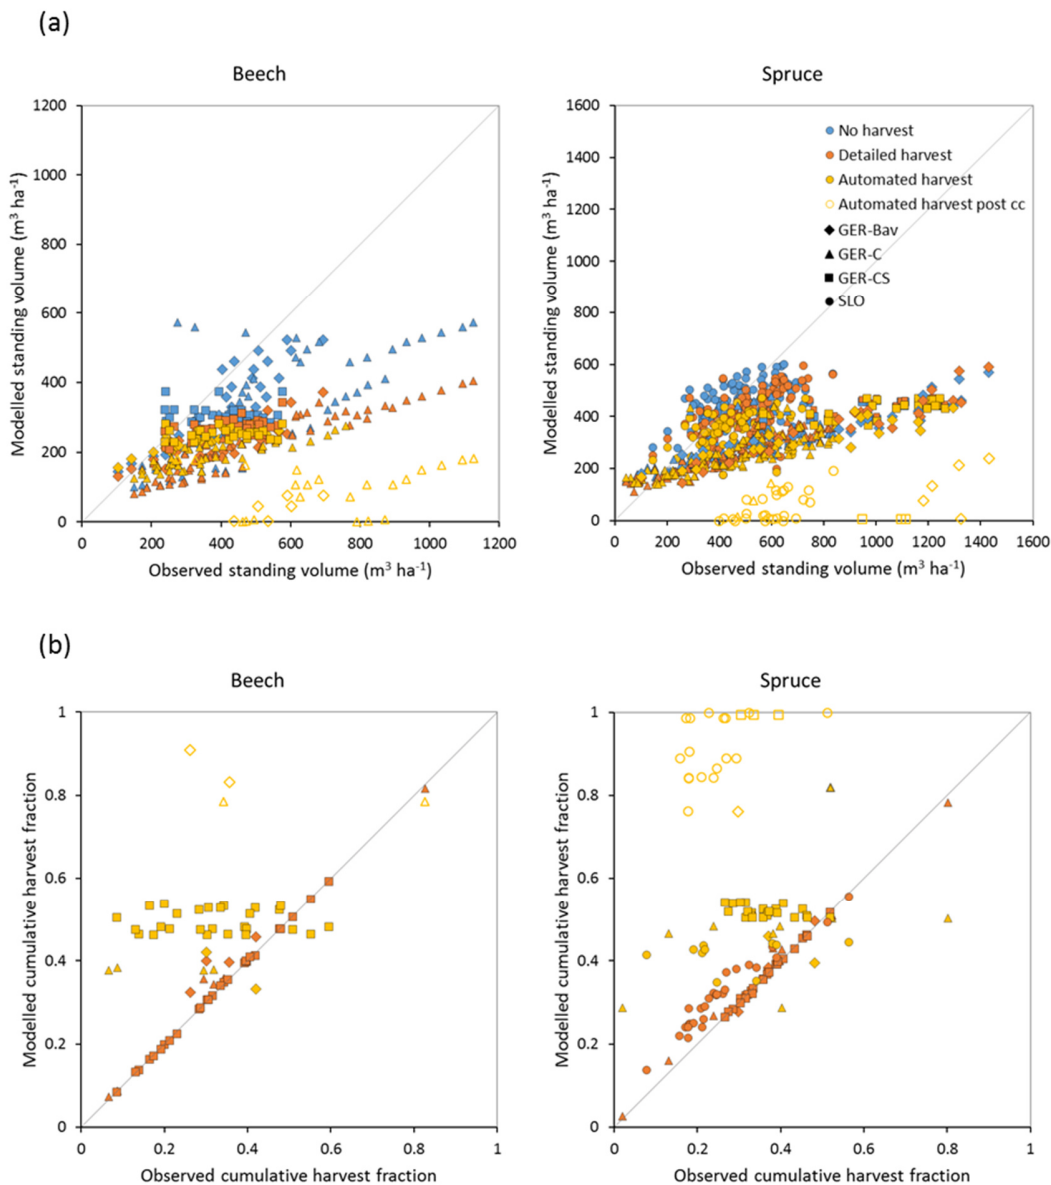 (a)
Beech
Spruce
1200
1000
800
600
400
200
0
0 200 400 600 800 1000 1200
Modelled standing volume (m³ ha⁻¹)
Observed standing volume (m³ ha⁻¹)
1600
1400
1200
1000
800
600
400
200
0
0 200 400 600 800 1000 1200 1400 1600
Modelled standing volume (m³ ha⁻¹)
Observed standing volume (m³ ha⁻¹)
No harvest
Detailed harvest
Automated harvest
Automated harvest post cc
GER-Bav
GER-C
GER-CS
SLO
(b)
Beech
Spruce
1
0.8
0.6
0.4
0.2
0
0 0.2 0.4 0.6 0.8 1
Modelled cumulative harvest fraction
Observed cumulative harvest fraction
1
0.8
0.6
0.4
0.2
0
0 0.2 0.4 0.6 0.8 1
Modelled cumulative harvest fraction
Observed cumulative harvest fraction